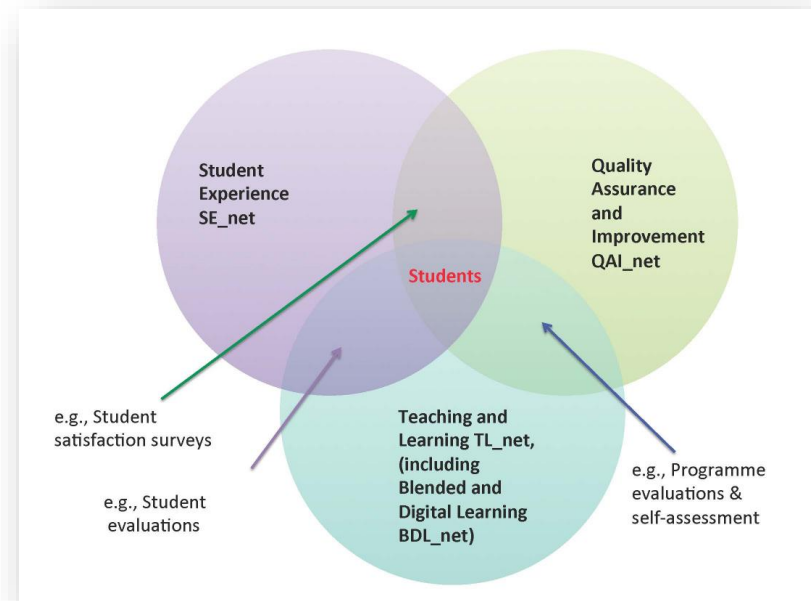 Student
Experience
SE_net
Quality
Assurance
and
Improvement
QAI_net
Students
e.g., Student
satisfaction surveys
e.g., Student
evaluations
Teaching and
Learning TL_net,
(including
Blended and
Digital Learning
BDL_net)
e.g., Programme
evaluations &
self-assessment